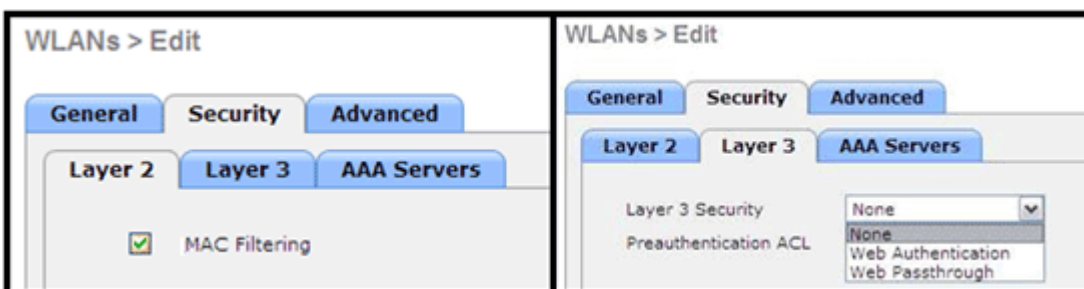 WLANs > Edit
General Security Advanced
Layer 2 Layer 3 AAA Servers
MAC Filtering
WLANs > Edit
General Security Advanced
Layer 2 Layer 3 AAA Servers
Layer 3 Security None
Preauthentication ACL None
Web Authentication
Web Passthrough